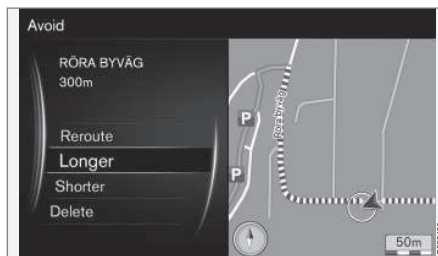 Avoid
RÖRA BYVÄG
300m
Reroute
Longer
Shorter
Delete
Röra byväg
P
P
50m